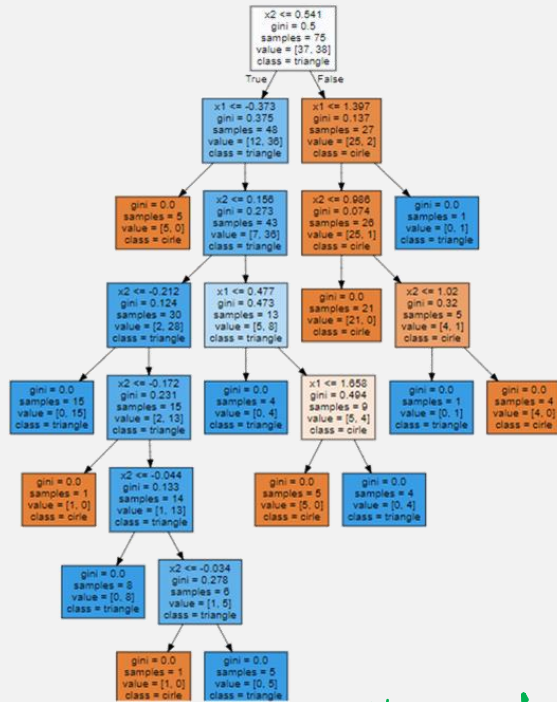 x2 <= 0.541
gini = 0.5
samples = 75
value = [37, 38]
class = triangle
True
False
x1 <= -0.373
gini = 0.375
samples = 48
value = [12, 36]
class = triangle
x1 <= 1.397
gini = 0.137
samples = 27
value = [25, 2]
class = cirle
gini = 0.0
samples = 5
value = [5, 0]
class = cirle
x2 <= 0.156
gini = 0.273
samples = 43
value = [7, 36]
class = triangle
x2 <= 0.986
gini = 0.074
samples = 26
value = [25, 1]
class = cirle
gini = 0.0
samples = 1
value = [0, 1]
class = triangle
x2 <= -0.212
gini = 0.124
samples = 30
value = [2, 28]
class = triangle
x1 <= 0.477
gini = 0.473
samples = 13
value = [5, 8]
class = triangle
gini = 0.0
samples = 21
value = [21, 0]
class = cirle
x2 <= 1.02
gini = 0.32
samples = 5
value = [4, 1]
class = cirle
gini = 0.0
samples = 15
value = [0, 15]
class = triangle
x2 <= -0.172
gini = 0.231
samples = 15
value = [2, 13]
class = triangle
gini = 0.0
samples = 4
value = [0, 4]
class = triangle
x1 <= 1.658
gini = 0.494
samples = 9
value = [5, 4]
class = cirle
gini = 0.0
samples = 1
value = [0, 1]
class = triangle
gini = 0.0
samples = 4
value = [4, 0]
class = cirle
gini = 0.0
samples = 1
value = [1, 0]
class = cirle
x2 <= -0.044
gini = 0.133
samples = 14
value = [1, 13]
class = triangle
gini = 0.0
samples = 5
value = [5, 0]
class = cirle
gini = 0.0
samples = 4
value = [0, 4]
class = triangle
gini = 0.0
samples = 8
value = [0, 8]
class = triangle
x2 <= -0.034
gini = 0.278
samples = 6
value = [1, 5]
class = triangle
gini = 0.0
samples = 1
value = [1, 0]
class = cirle
gini = 0.0
samples = 5
value = [0, 5]
class = triangle